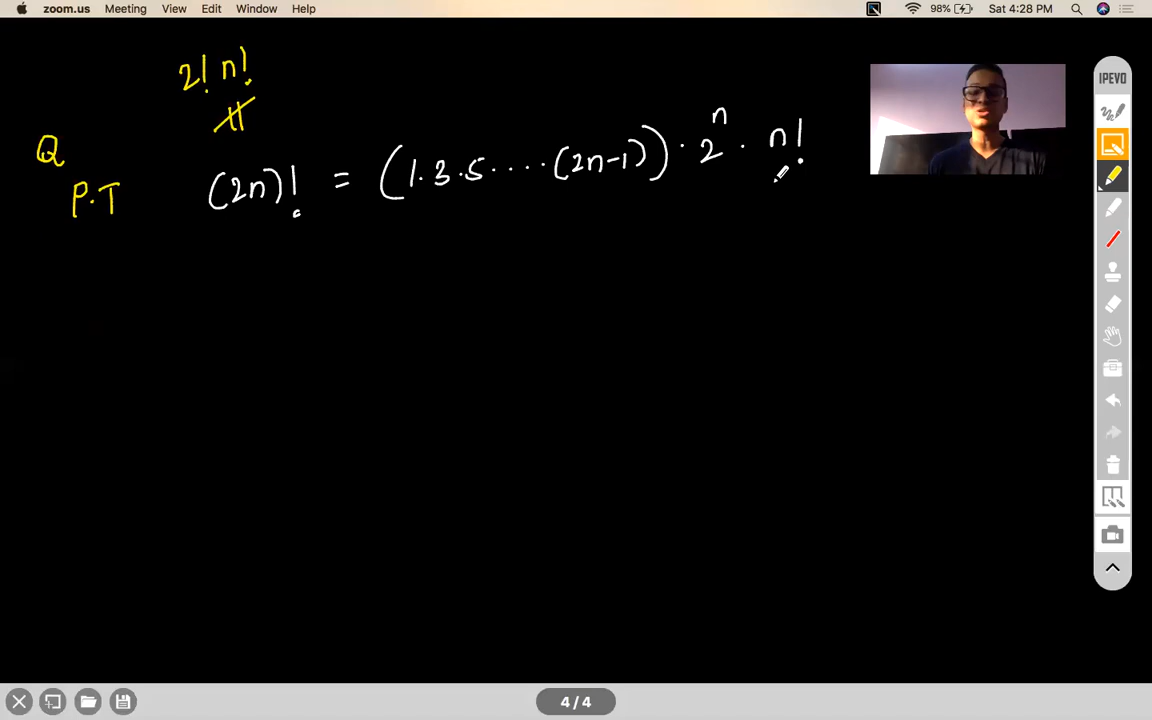 zoom.us Meeting View Edit Window Help 98% Sat 4:28 PM
2! n!
Q
P.T (2n)! = (1.3.5.....(2n-1)) . 2ⁿ . n!
IPEVO
4 / 4